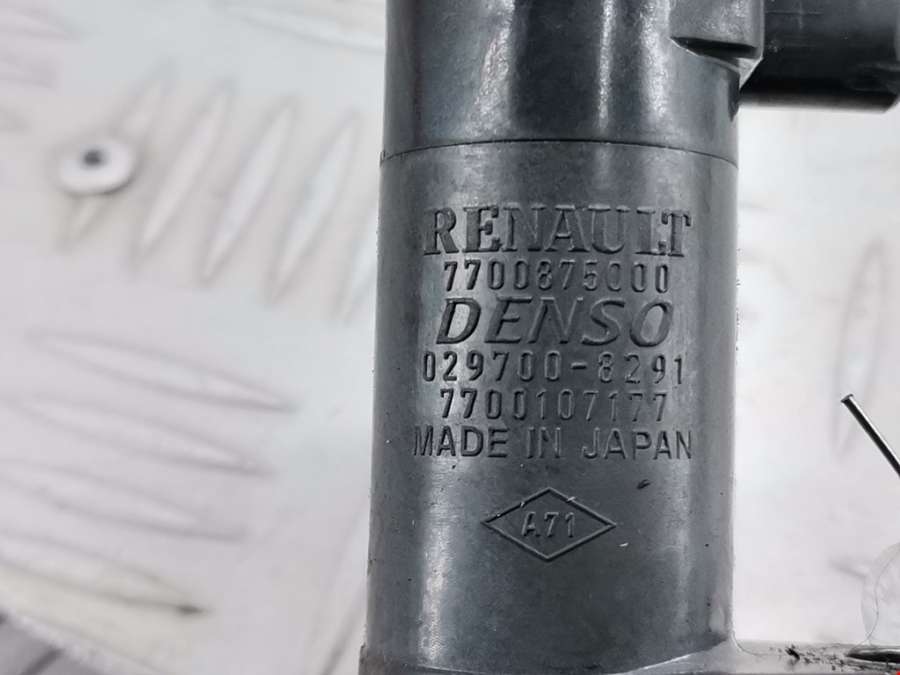 RENAULT
7700875000
DENSO
029700-8291
7700107177
MADE IN JAPAN
A71